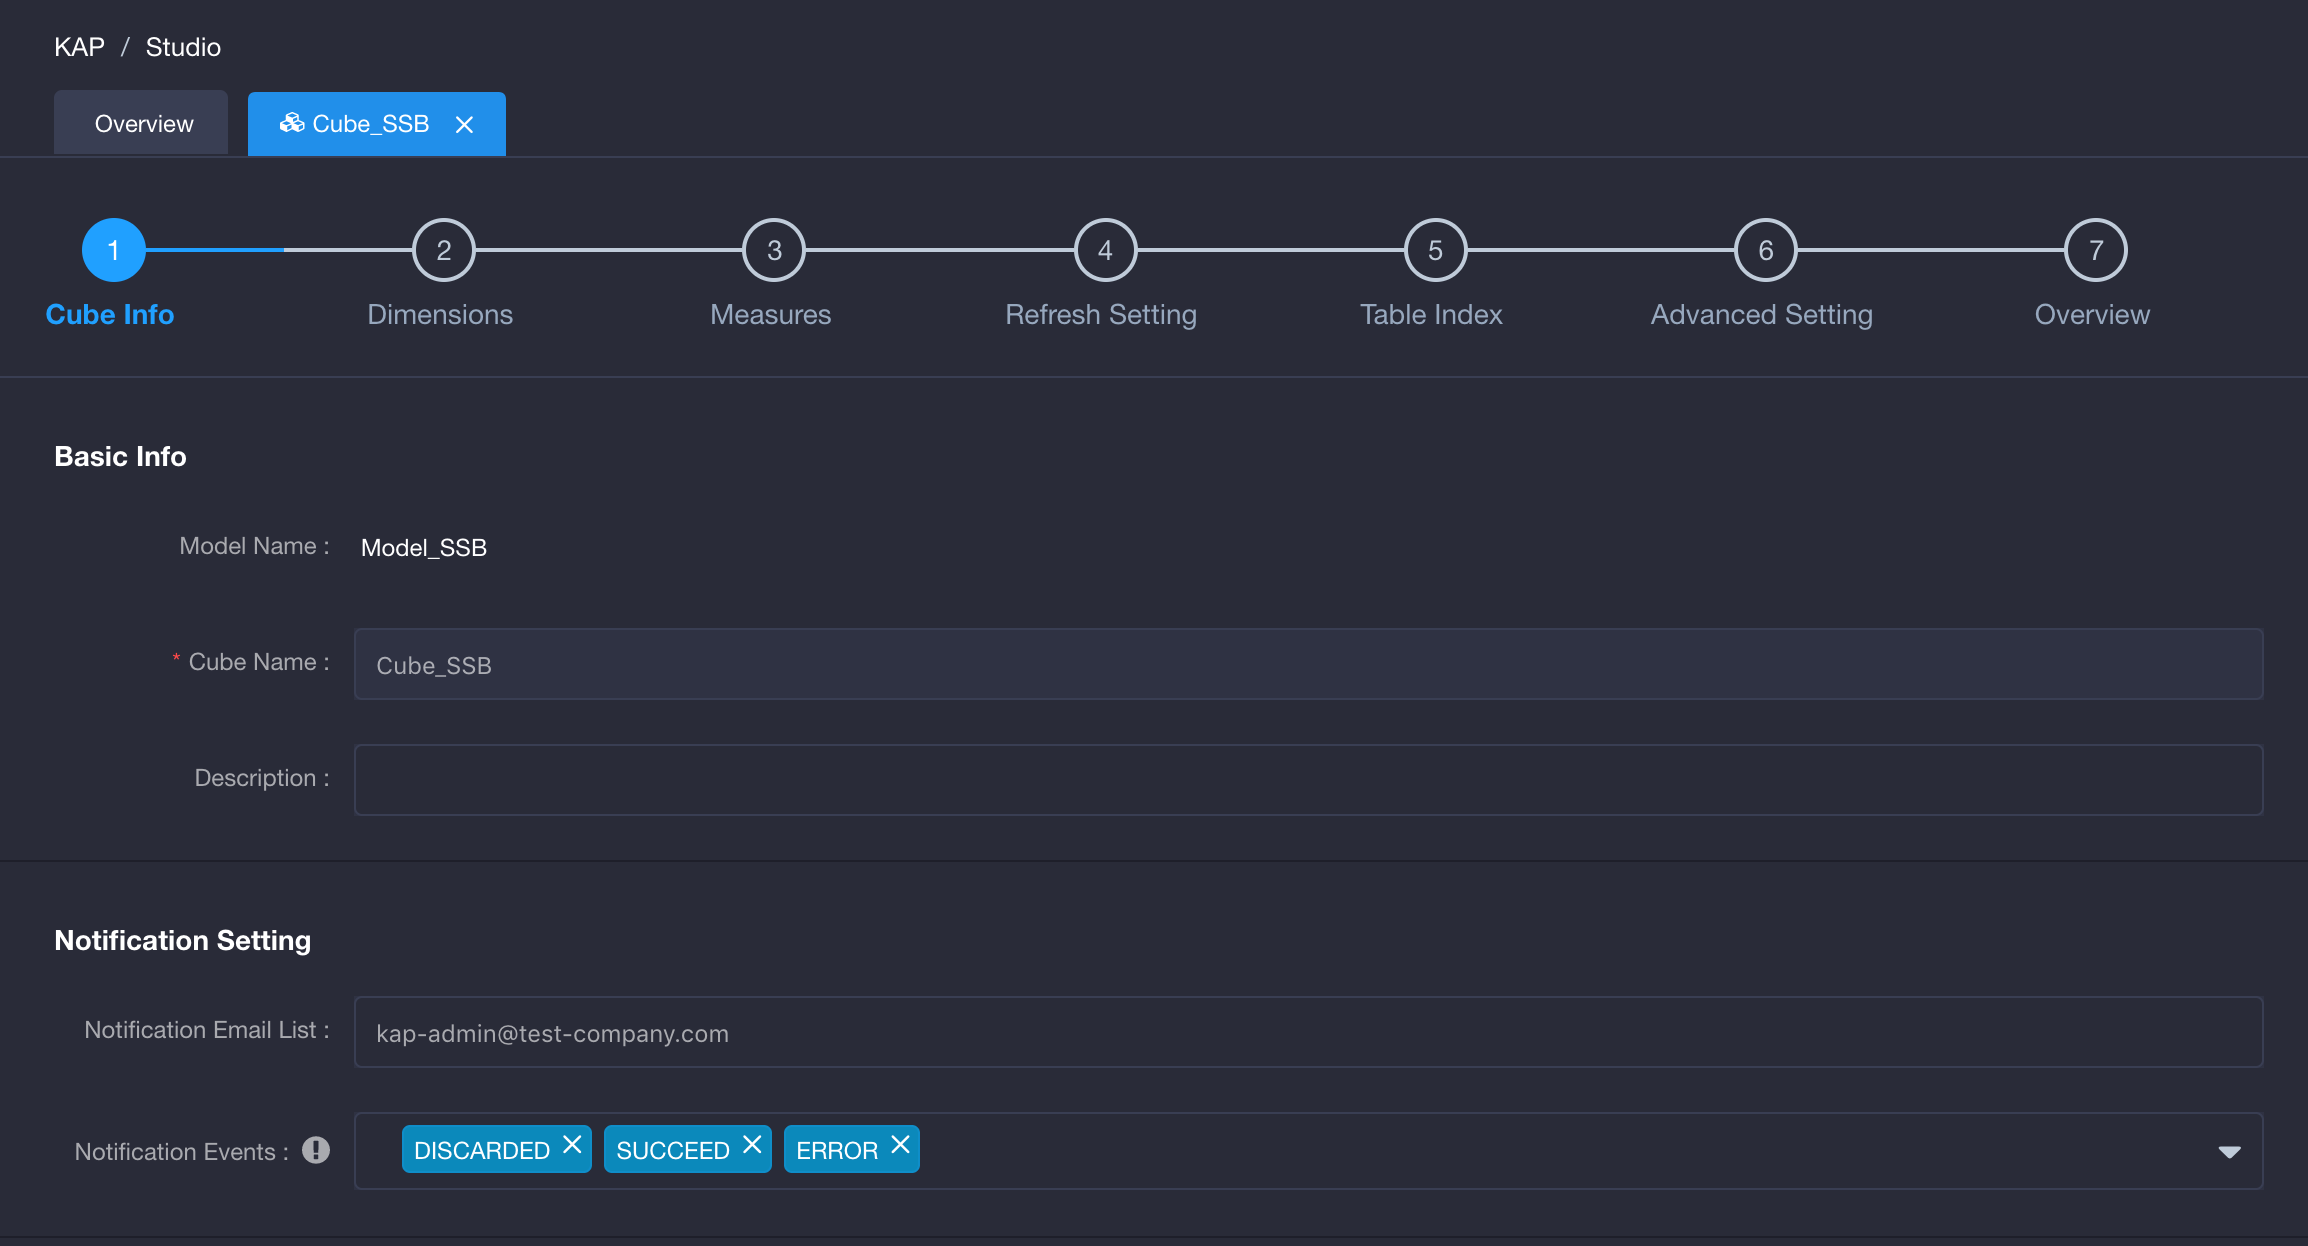 KAP / Studio
Overview Cube_SSB
1 2 3 4 5 6 7
Cube Info Dimensions Measures Refresh Setting Table Index Advanced Setting Overview
Basic Info
Model Name : Model_SSB
* Cube Name : Cube_SSB
Description :
Notification Setting
Notification Email List : kap-admin@test-company.com
Notification Events : DISCARDED SUCCEED ERROR